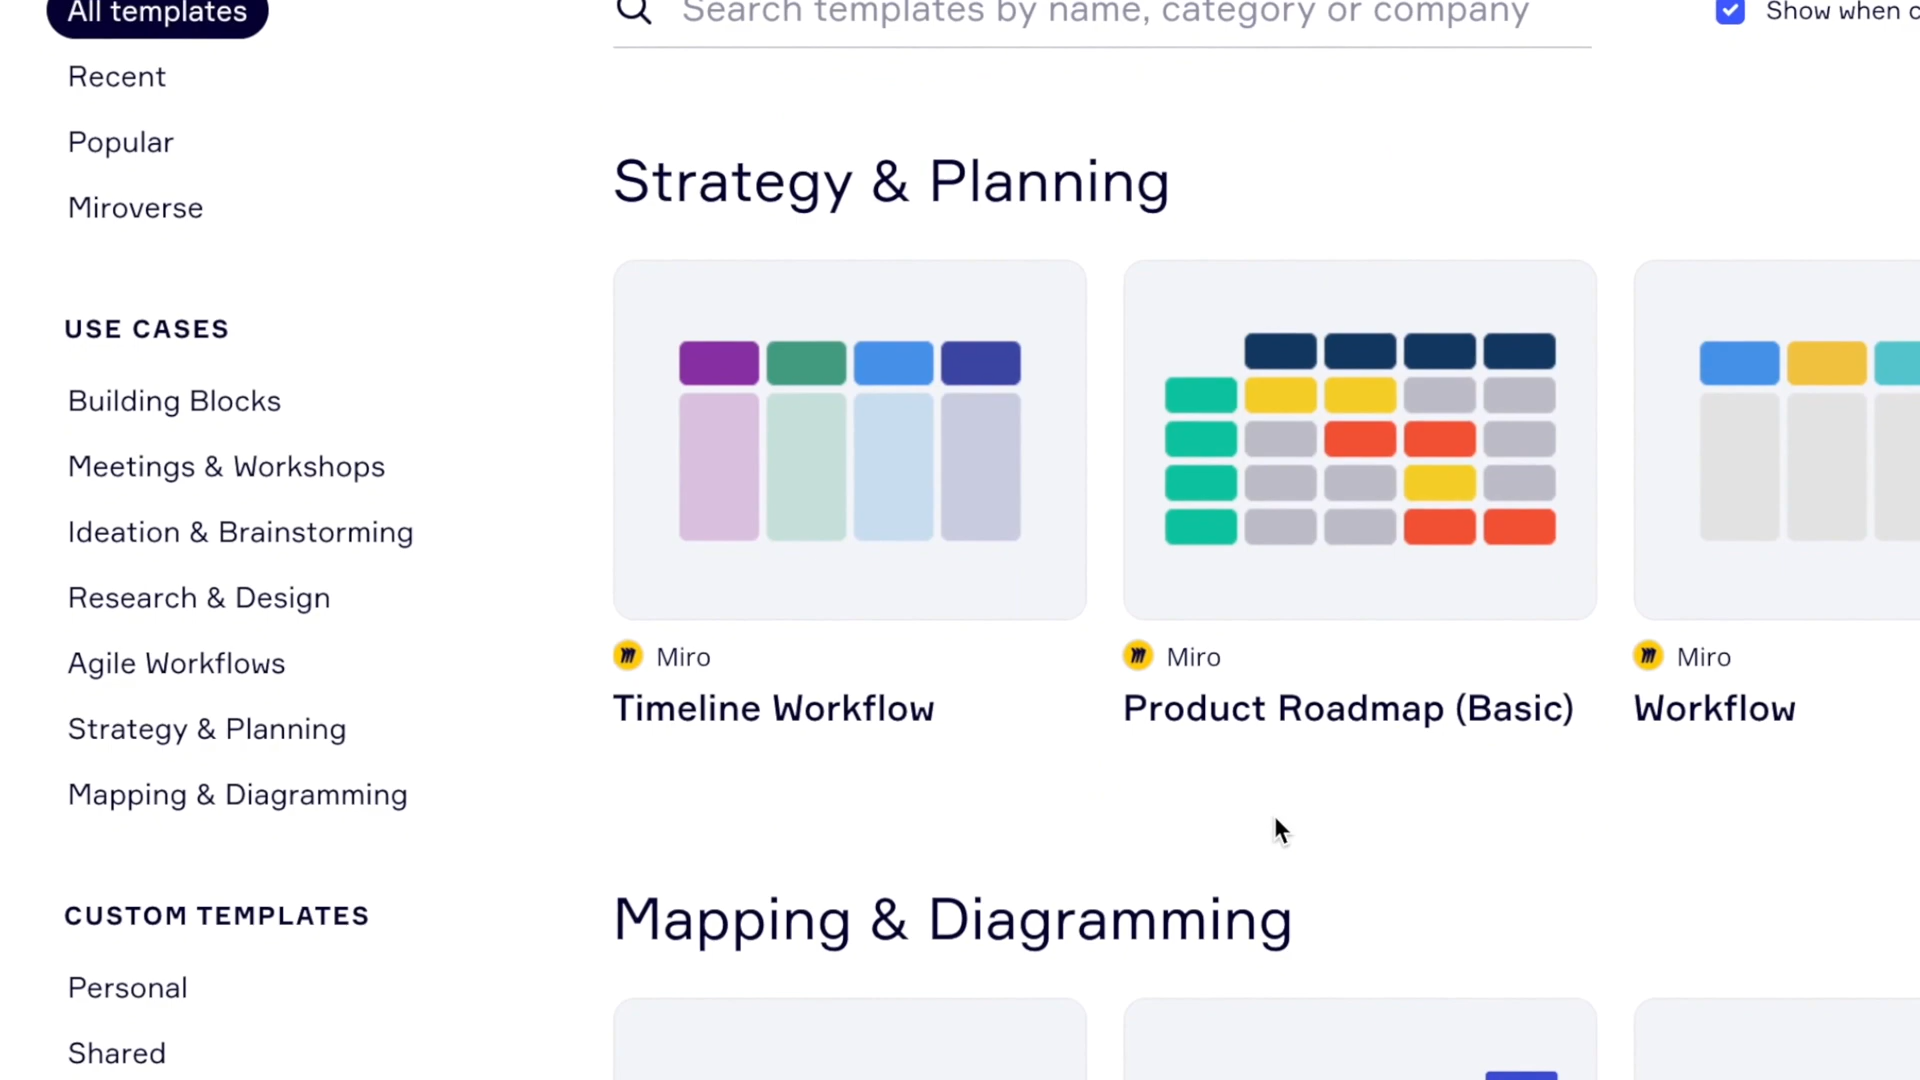 All templates
Search templates by name, category or company
Show when c
Recent
Popular
Miroverse
USE CASES
Building Blocks
Meetings & Workshops
Ideation & Brainstorming
Research & Design
Agile Workflows
Strategy & Planning
Mapping & Diagramming
CUSTOM TEMPLATES
Personal
Shared
Strategy & Planning
Miro
Timeline Workflow
Miro
Product Roadmap (Basic)
Miro
Workflow
Mapping & Diagramming